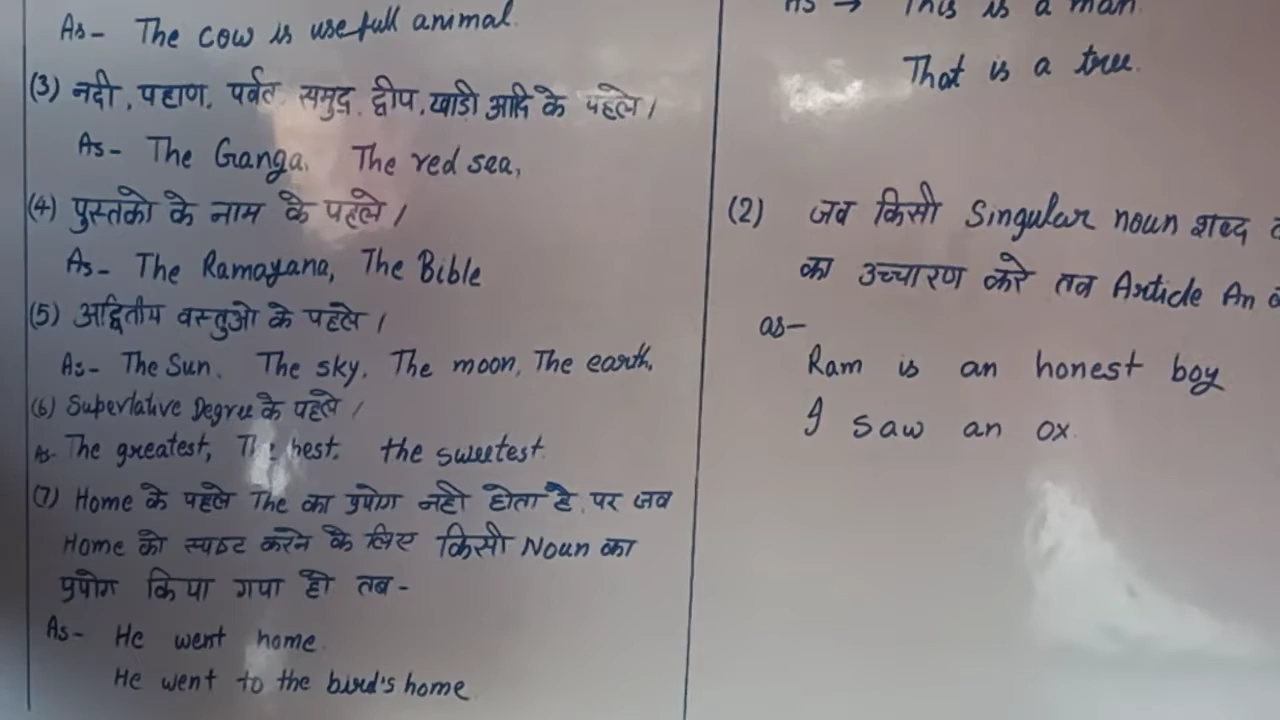 As- The cow is usefull animal.
(3) नदी, पहाण, पर्वत, समुद्र, द्वीप, खाडी आदि के पहले।
As- The Ganga. The red sea,
(4) पुस्तको के नाम के पहले।
As- The Ramayana, The Bible
(5) अद्वितीय वस्तुओ के पहले।
As- The Sun. The sky. The moon, The earth.
(6) Superlative Degree के पहले।
As- The greatest, The best. the sweetest.
(7) Home के पहले The का प्रयोग नही होता है, पर जब
Home को स्पष्ट करने के लिए किसी Noun का
प्रयोग किया गया हो तब -
As- He went home.
He went to the bird's home.
As → This is a man.
That is a tree.
(2) जब किसी Singular noun शब्द
का उच्चारण करे तब Article An
as-
Ram is an honest boy
I saw an ox.